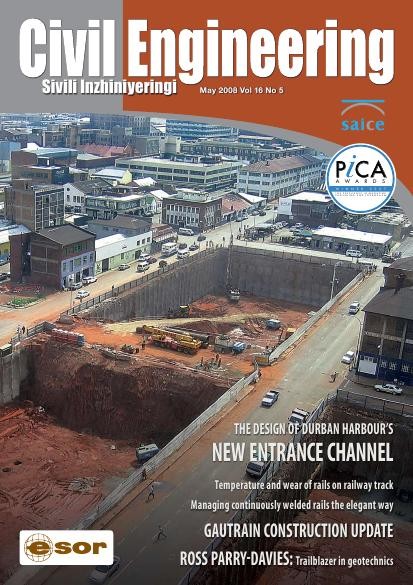 Civil Engineering
Sivili Inzhiniyeringi
May 2008 Vol 16 No 5
saice
PiCA
AWARDS
THE DESIGN OF DURBAN HARBOUR'S
NEW ENTRANCE CHANNEL
Temperature and wear of rails on railway track
Managing continuously welded rails the elegant way
GAUTRAIN CONSTRUCTION UPDATE
ROSS PARRY-DAVIES: Trailblazer in geotechnics
esor